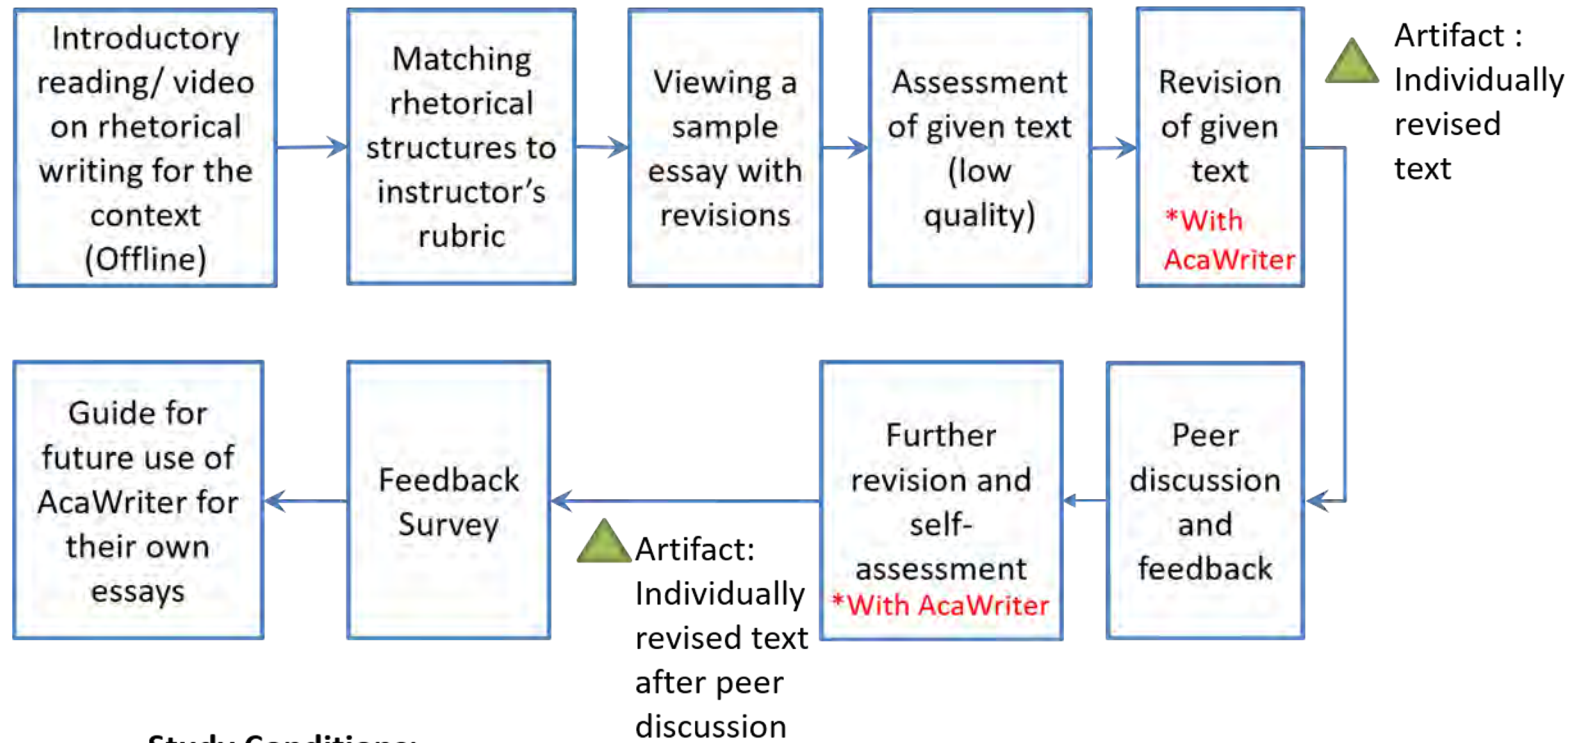 Introductory
reading/ video
on rhetorical
writing for the
context
(Offline)
Matching
rhetorical
structures to
instructor's
rubric
Viewing a
sample
essay with
revisions
Assessment
of given text
(low
quality)
Revision
of given
text
*With
AcaWriter
Artifact :
Individually
revised
text
Peer
discussion
and
feedback
Further
revision and
self-
assessment
*With AcaWriter
Artifact:
Individually
revised text
after peer
discussion
Feedback
Survey
Guide for
future use of
AcaWriter for
their own
essays
Study Conditions: